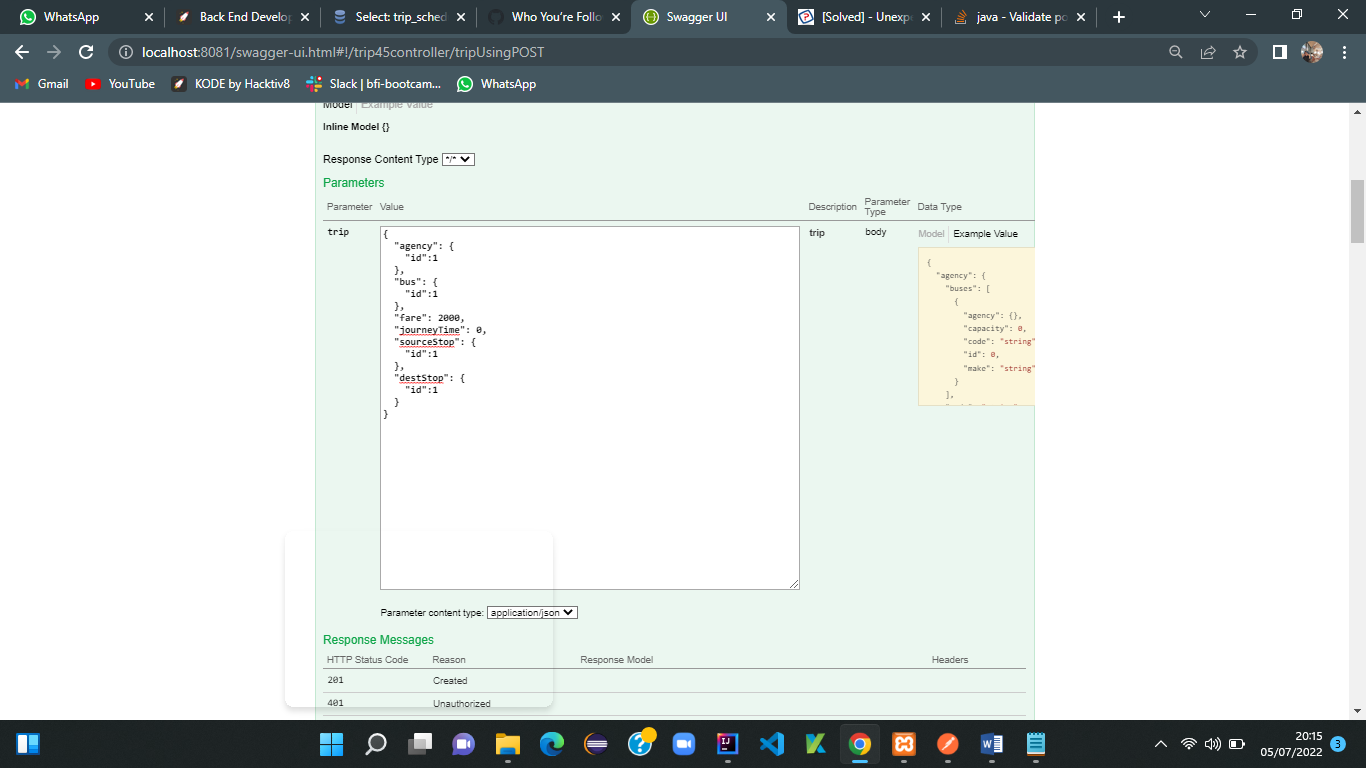 WhatsApp
Back End Develop
Select: trip_sched
Who You're Follo
Swagger UI
[Solved] - Unexpe
java - Validate po
localhost:8081/swagger-ui.html#!/trip45controller/tripUsingPOST
Gmail
YouTube
KODE by Hacktiv8
Slack | bfi-bootcam...
WhatsApp
Model Example Value
Inline Model {}
Response Content Type */*
Parameters
Parameter Value Description Parameter Type Data Type
trip
{
"agency": {
"id":1
},
"bus": {
"id":1
},
"fare": 2000,
"journeyTime": 0,
"sourceStop": {
"id":1
},
"destStop": {
"id":1
}
}
trip
body
Model Example Value
{
"agency": {
"buses": [
{
"agency": {},
"capacity": 0,
"code": "string"
"id": 0,
"make": "string"
}
],
Parameter content type: application/json
Response Messages
HTTP Status Code Reason Response Model Headers
201 Created
401 Unauthorized
20:15
05/07/2022
3